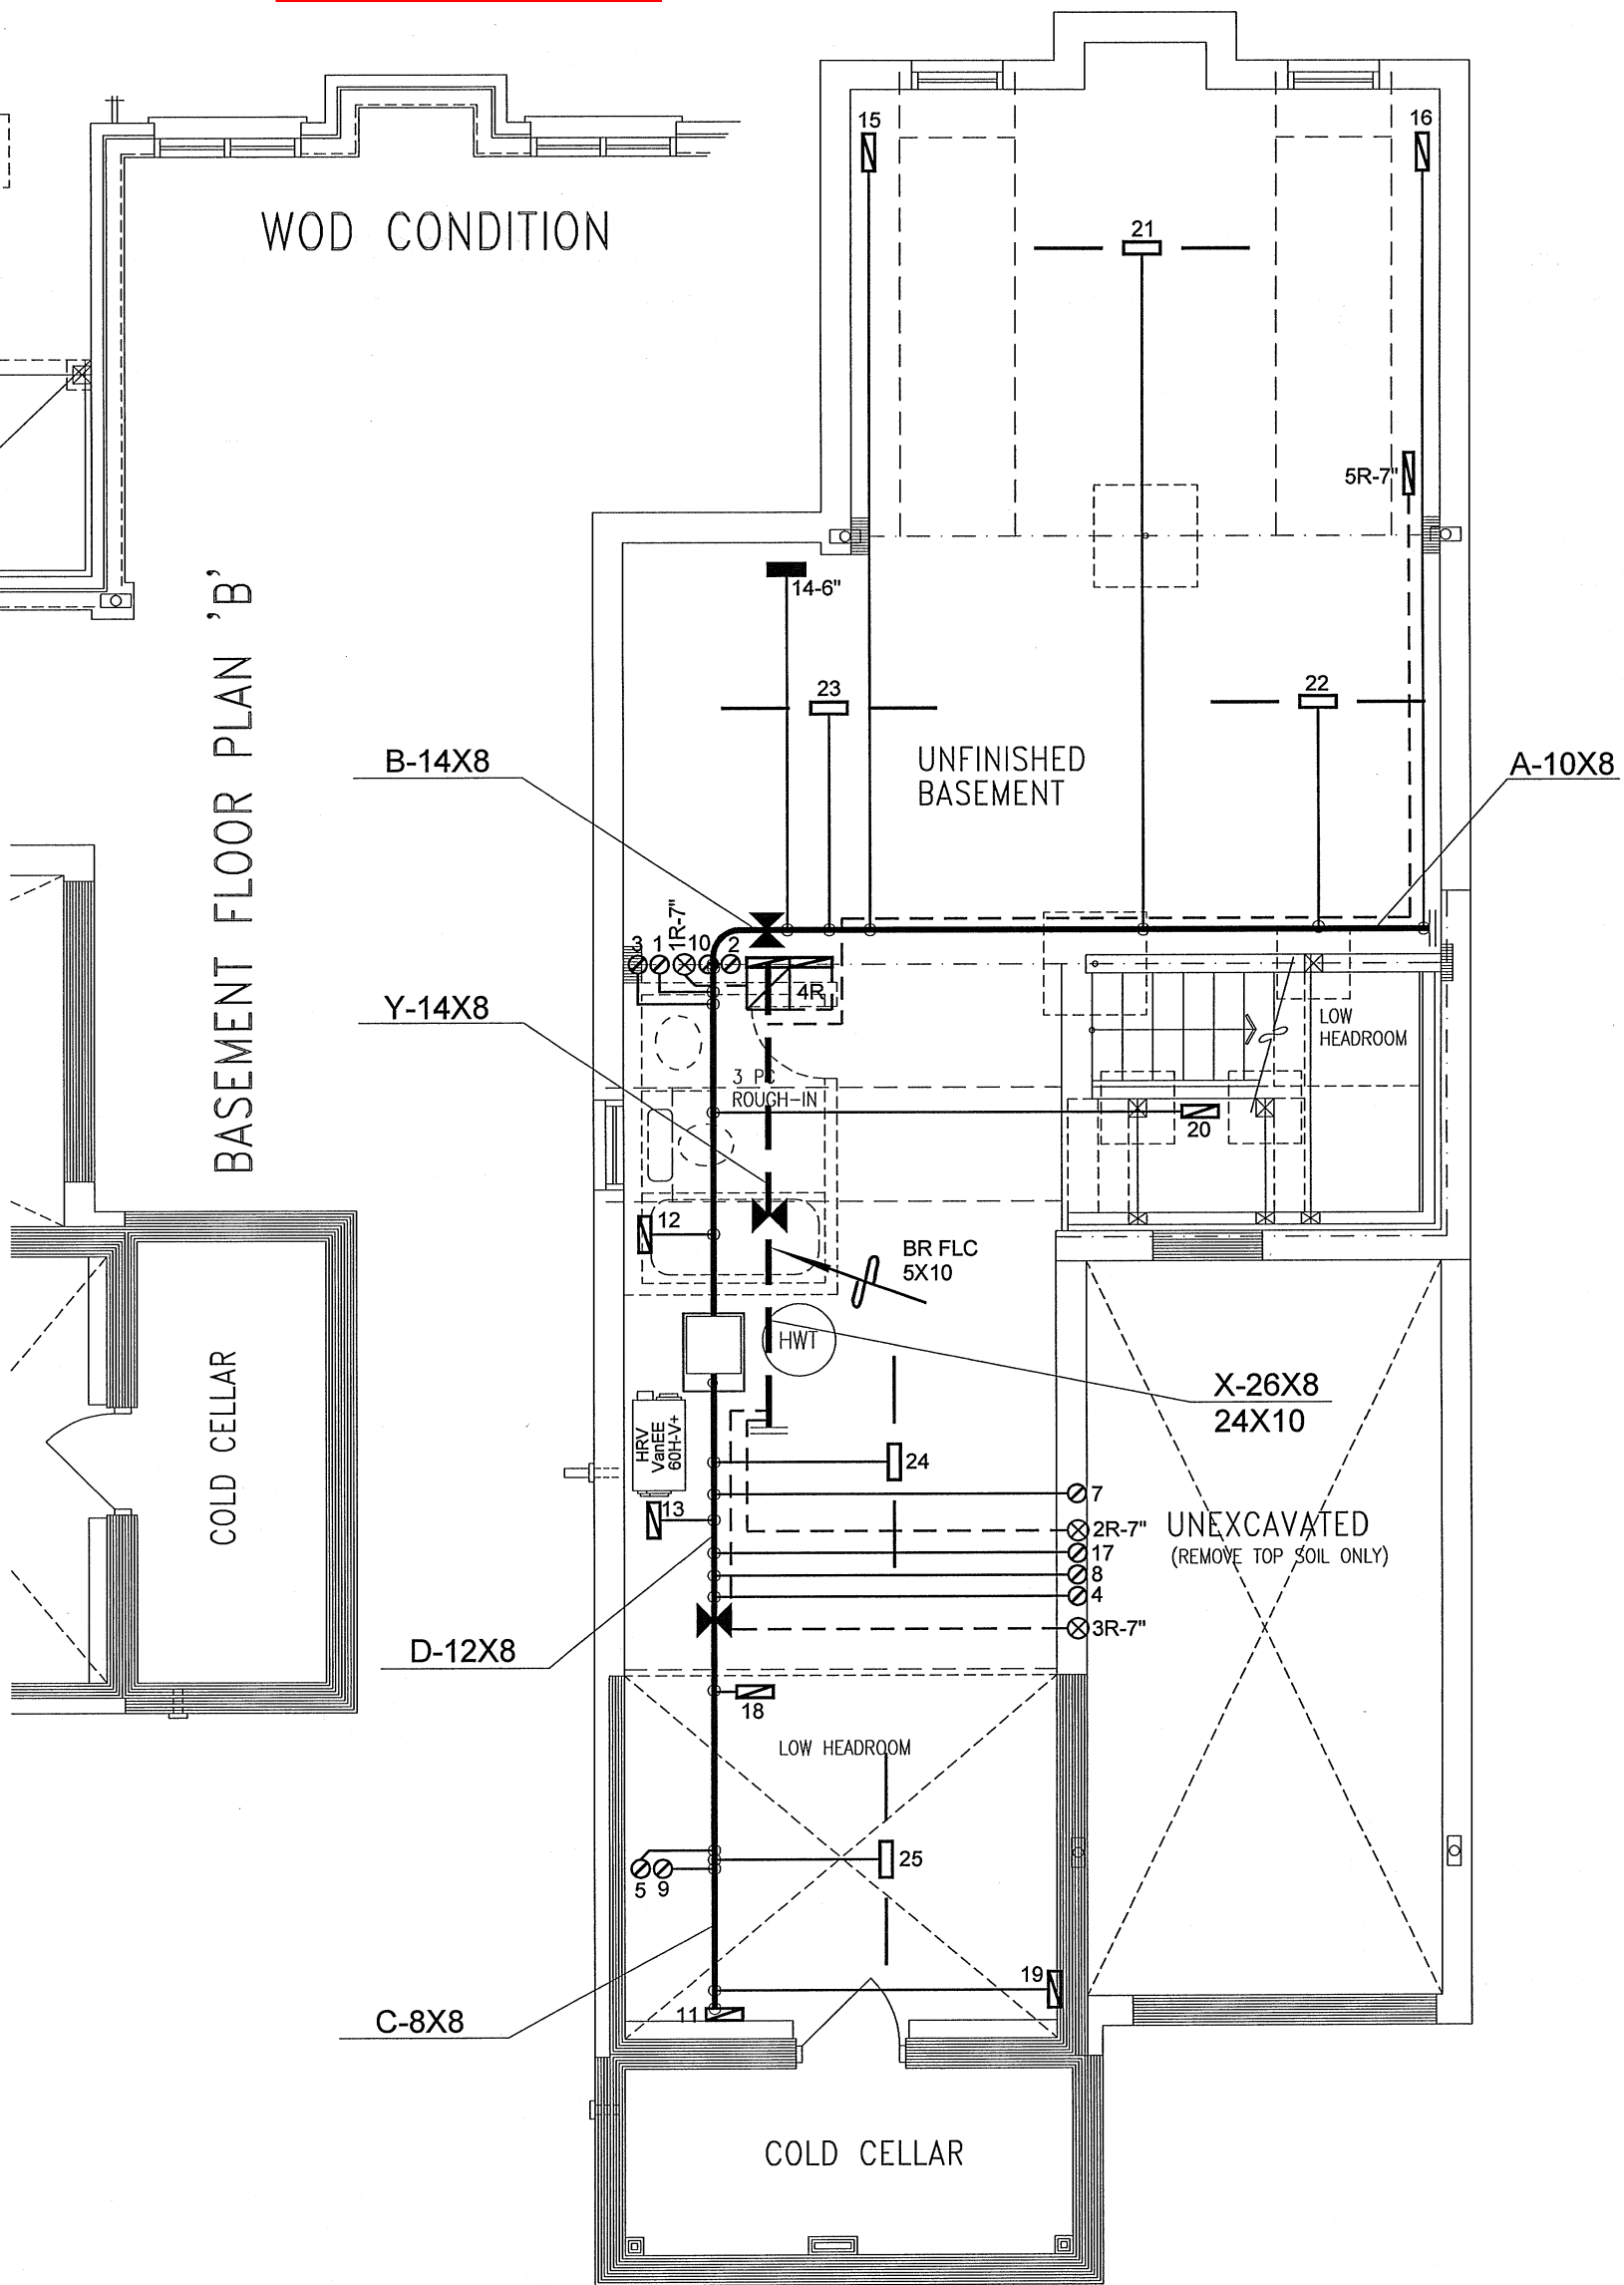 15
16
WOD CONDITION
21
5R-7"
14-6"
23
22
B-14X8
UNFINISHED
BASEMENT
A-10X8
BASEMENT FLOOR PLAN 'B'
3
1
1R-7"
10
2
4R
Y-14X8
LOW
HEADROOM
3 PC
ROUGH-IN
20
12
BR FLC
5X10
HWT
X-26X8
24X10
COLD CELLAR
HRV
VanEE
60H-V+
24
7
13
2R-7"
UNEXCAVATED
(REMOVE TOP SOIL ONLY)
17
8
4
3R-7"
D-12X8
18
LOW HEADROOM
25
5
9
19
C-8X8
11
COLD CELLAR